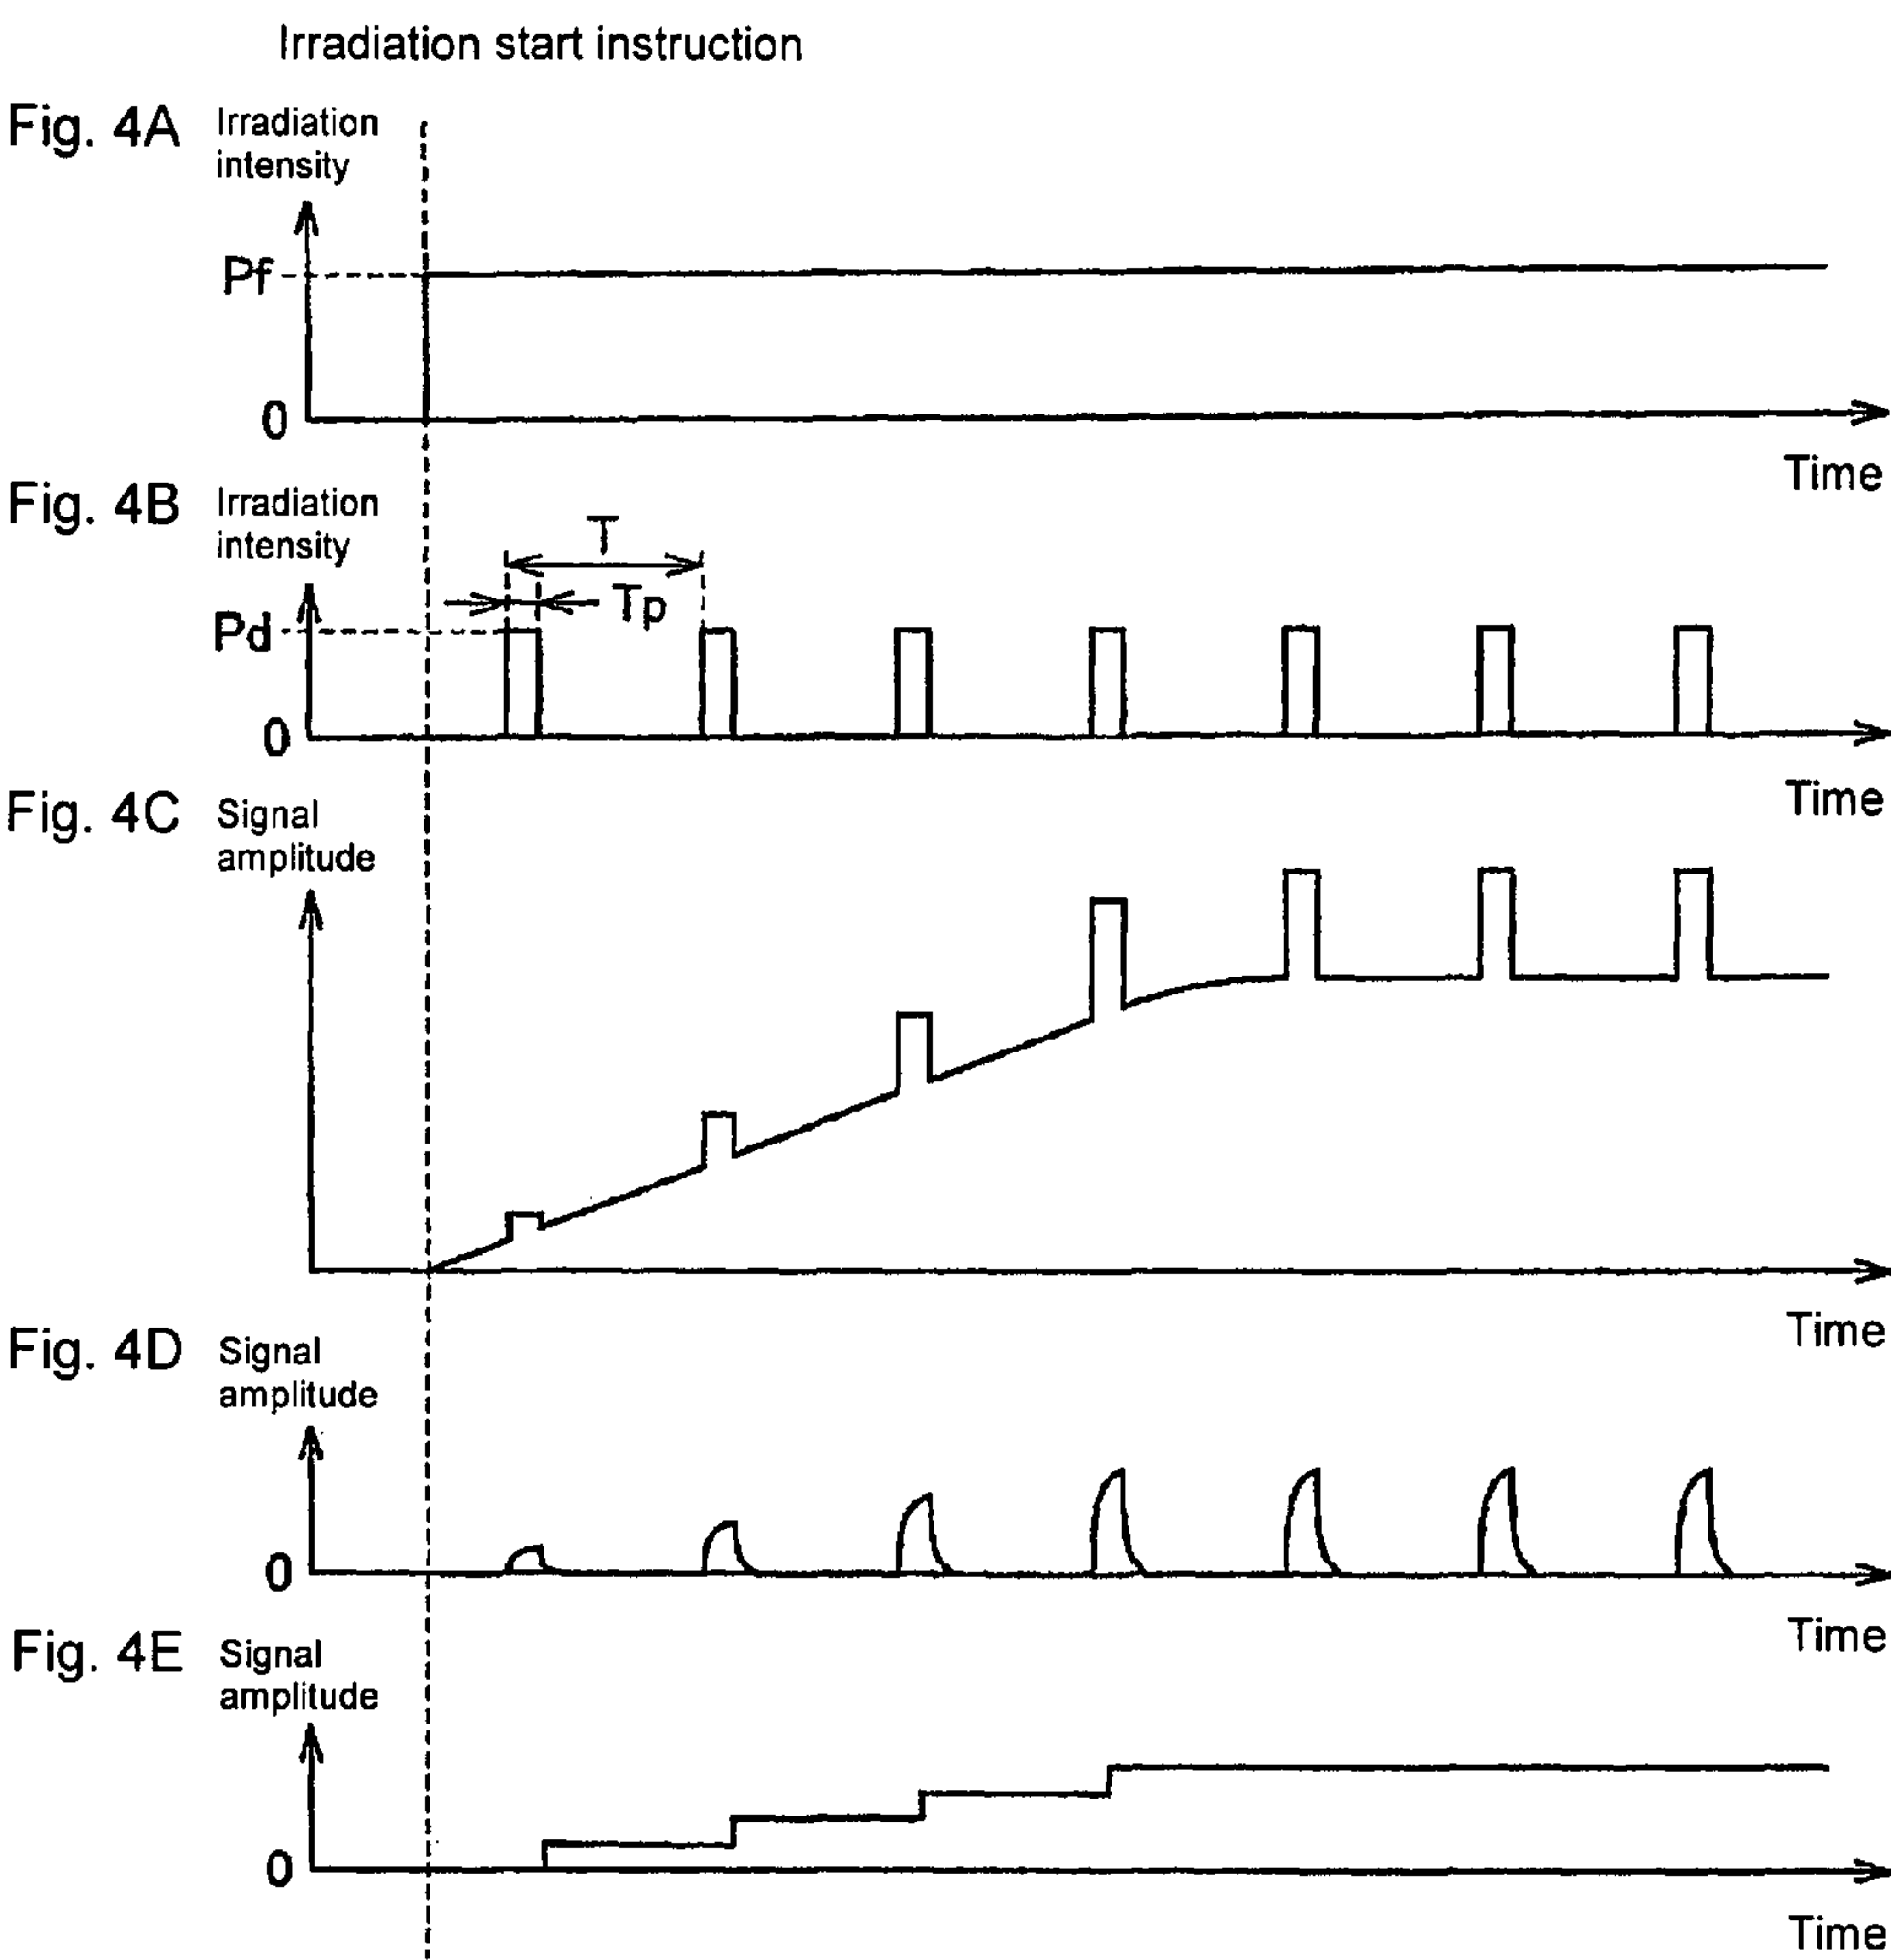 Irradiation start instruction
Fig. 4A
Irradiation
intensity
Pf
0
Time
Fig. 4B
Irradiation
intensity
T
Tp
Pd
0
Time
Fig. 4C
Signal
amplitude
Time
Fig. 4D
Signal
amplitude
0
Time
Fig. 4E
Signal
amplitude
0
Time